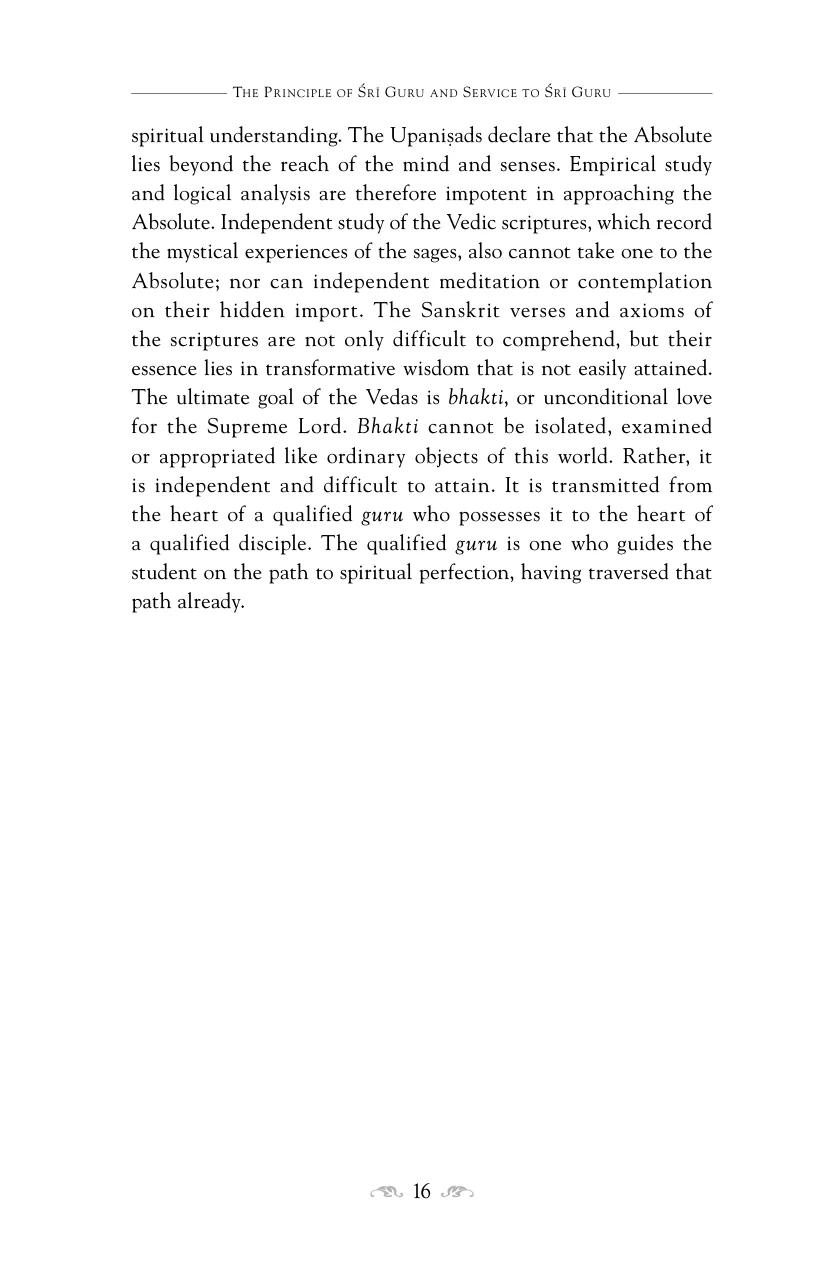 The Principle of Śrī Guru and Service to Śrī Guru
spiritual understanding. The Upaniṣads declare that the Absolute
lies beyond the reach of the mind and senses. Empirical study
and logical analysis are therefore impotent in approaching the
Absolute. Independent study of the Vedic scriptures, which record
the mystical experiences of the sages, also cannot take one to the
Absolute; nor can independent meditation or contemplation
on their hidden import. The Sanskrit verses and axioms of
the scriptures are not only difficult to comprehend, but their
essence lies in transformative wisdom that is not easily attained.
The ultimate goal of the Vedas is bhakti, or unconditional love
for the Supreme Lord. Bhakti cannot be isolated, examined
or appropriated like ordinary objects of this world. Rather, it
is independent and difficult to attain. It is transmitted from
the heart of a qualified guru who possesses it to the heart of
a qualified disciple. The qualified guru is one who guides the
student on the path to spiritual perfection, having traversed that
path already.
16